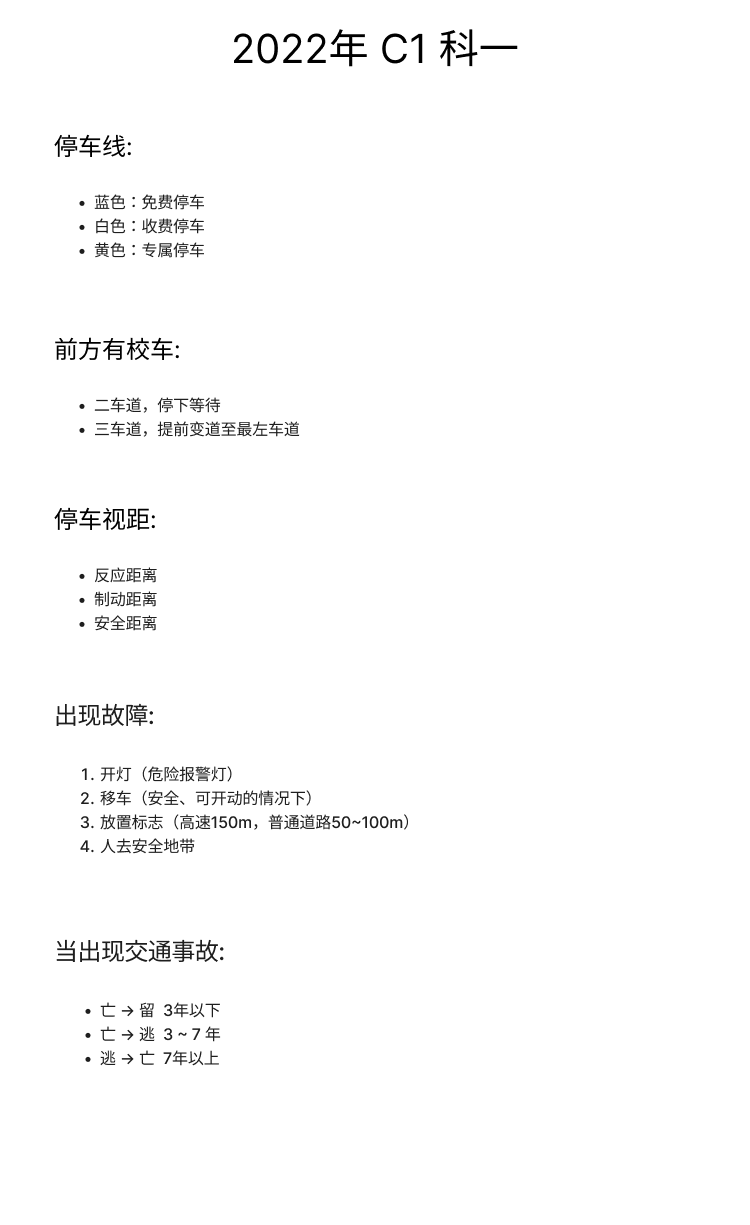 2022年 C1 科一
停车线:
• 蓝色：免费停车
• 白色：收费停车
• 黄色：专属停车
前方有校车:
• 二车道，停下等待
• 三车道，提前变道至最左车道
停车视距:
• 反应距离
• 制动距离
• 安全距离
出现故障:
1. 开灯（危险报警灯）
2. 移车（安全、可开动的情况下）
3. 放置标志（高速150m，普通道路50~100m）
4. 人去安全地带
当出现交通事故:
• 亡 → 留 3年以下
• 亡 → 逃 3 ~ 7 年
• 逃 → 亡 7年以上